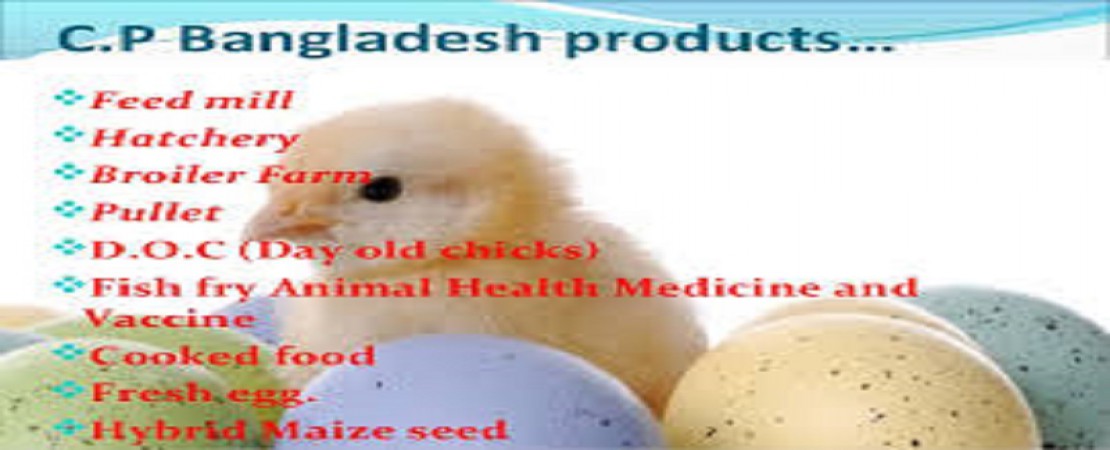 C.P Bangladesh products...
Feed mill
Hatchery
Broiler Farm
Pullet
D.O.C (Day old chicks)
Fish fry Animal Health Medicine and
Vaccine
Cooked food
Fresh egg.
Hybrid Maize seed